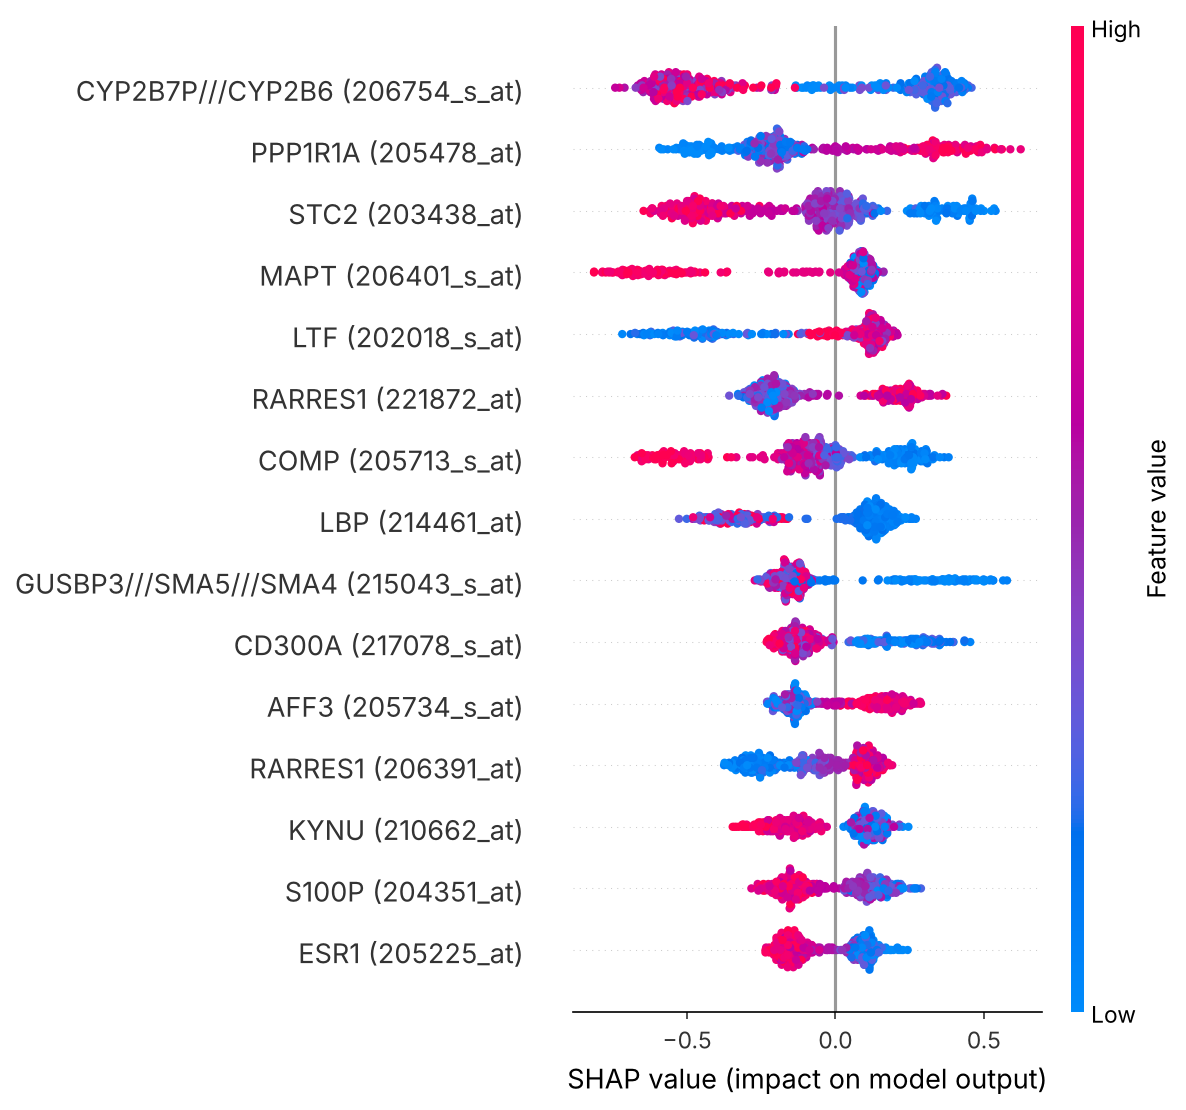 High
CYP2B7P///CYP2B6 (206754_s_at)
PPP1R1A (205478_at)
STC2 (203438_at)
MAPT (206401_s_at)
LTF (202018_s_at)
RARRES1 (221872_at)
COMP (205713_s_at)
LBP (214461_at)
GUSBP3///SMA5///SMA4 (215043_s_at)
CD300A (217078_s_at)
AFF3 (205734_s_at)
RARRES1 (206391_at)
KYNU (210662_at)
S100P (204351_at)
ESR1 (205225_at)
Low
Feature value
−0.5 0.0 0.5
SHAP value (impact on model output)